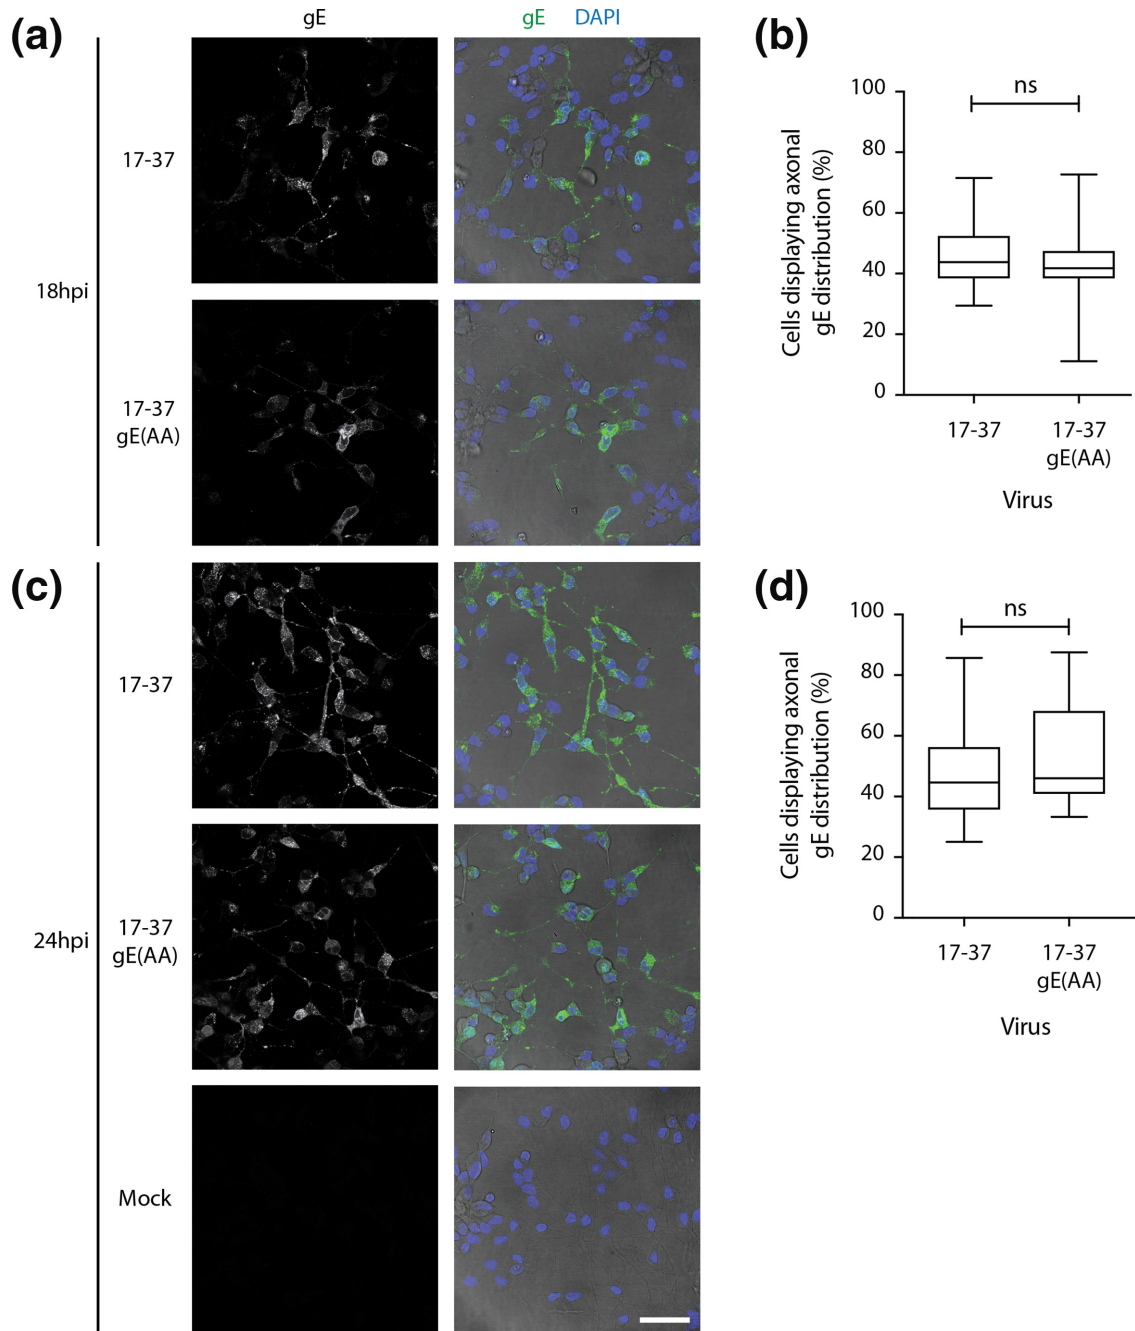 (a)
gE
gE DAPI
17-37
18hpi
17-37
gE(AA)
(b)
100
80
60
40
20
0
Cells displaying axonal
gE distribution (%)
ns
17-37
17-37
gE(AA)
Virus
(c)
17-37
24hpi
17-37
gE(AA)
Mock
(d)
100
80
60
40
20
0
Cells displaying axonal
gE distribution (%)
ns
17-37
17-37
gE(AA)
Virus